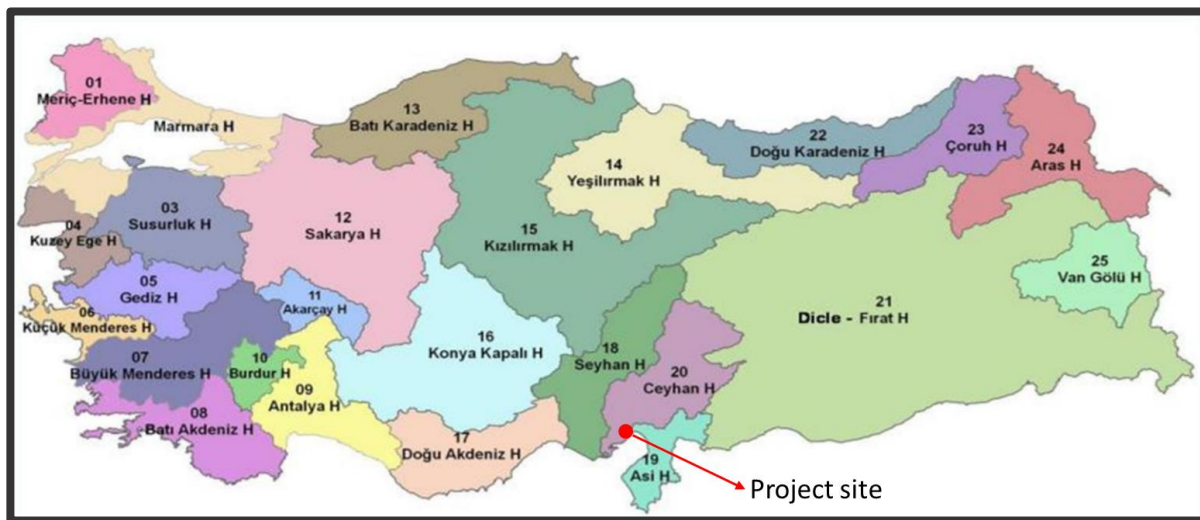 01
Meriç-Erhene H
Marmara H
03
Susurluk H
04
Kuzey Ege H
05
Gediz H
06
Küçük Menderes H
07
Büyük Menderes H
08
Batı Akdeniz H
09
Antalya H
10
Burdur H
11
Akarçay H
12
Sakarya H
13
Batı Karadeniz H
14
Yeşilırmak H
15
Kızılırmak H
16
Konya Kapalı H
17
Doğu Akdeniz H
18
Seyhan H
19
Asi H
20
Ceyhan H
21
Dicle - Fırat H
22
Doğu Karadeniz H
23
Çoruh H
24
Aras H
25
Van Gölü H
Project site